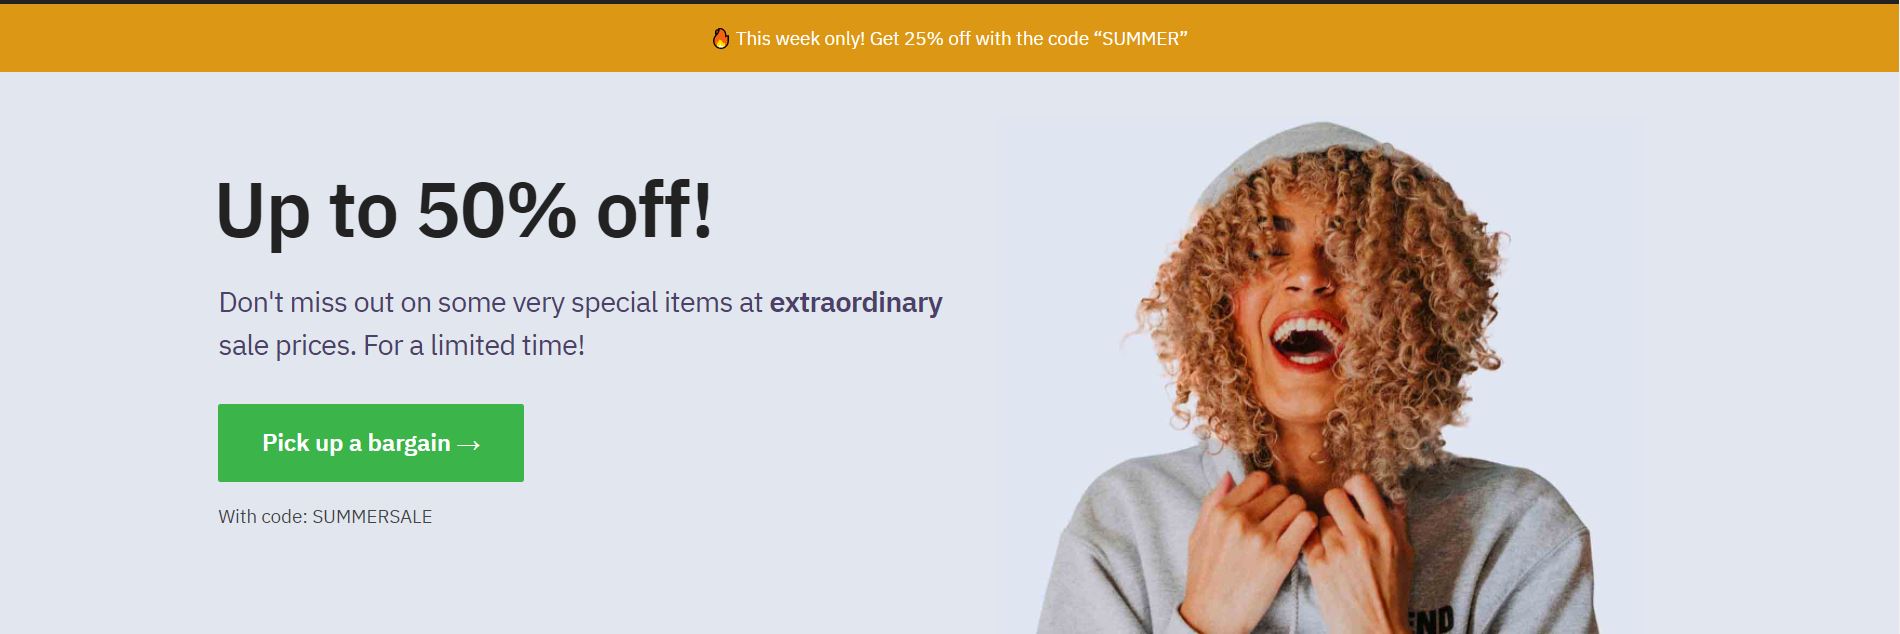 🔥 This week only! Get 25% off with the code “SUMMER”
Up to 50% off!
Don't miss out on some very special items at extraordinary
sale prices. For a limited time!
Pick up a bargain →
With code: SUMMERSALE
END